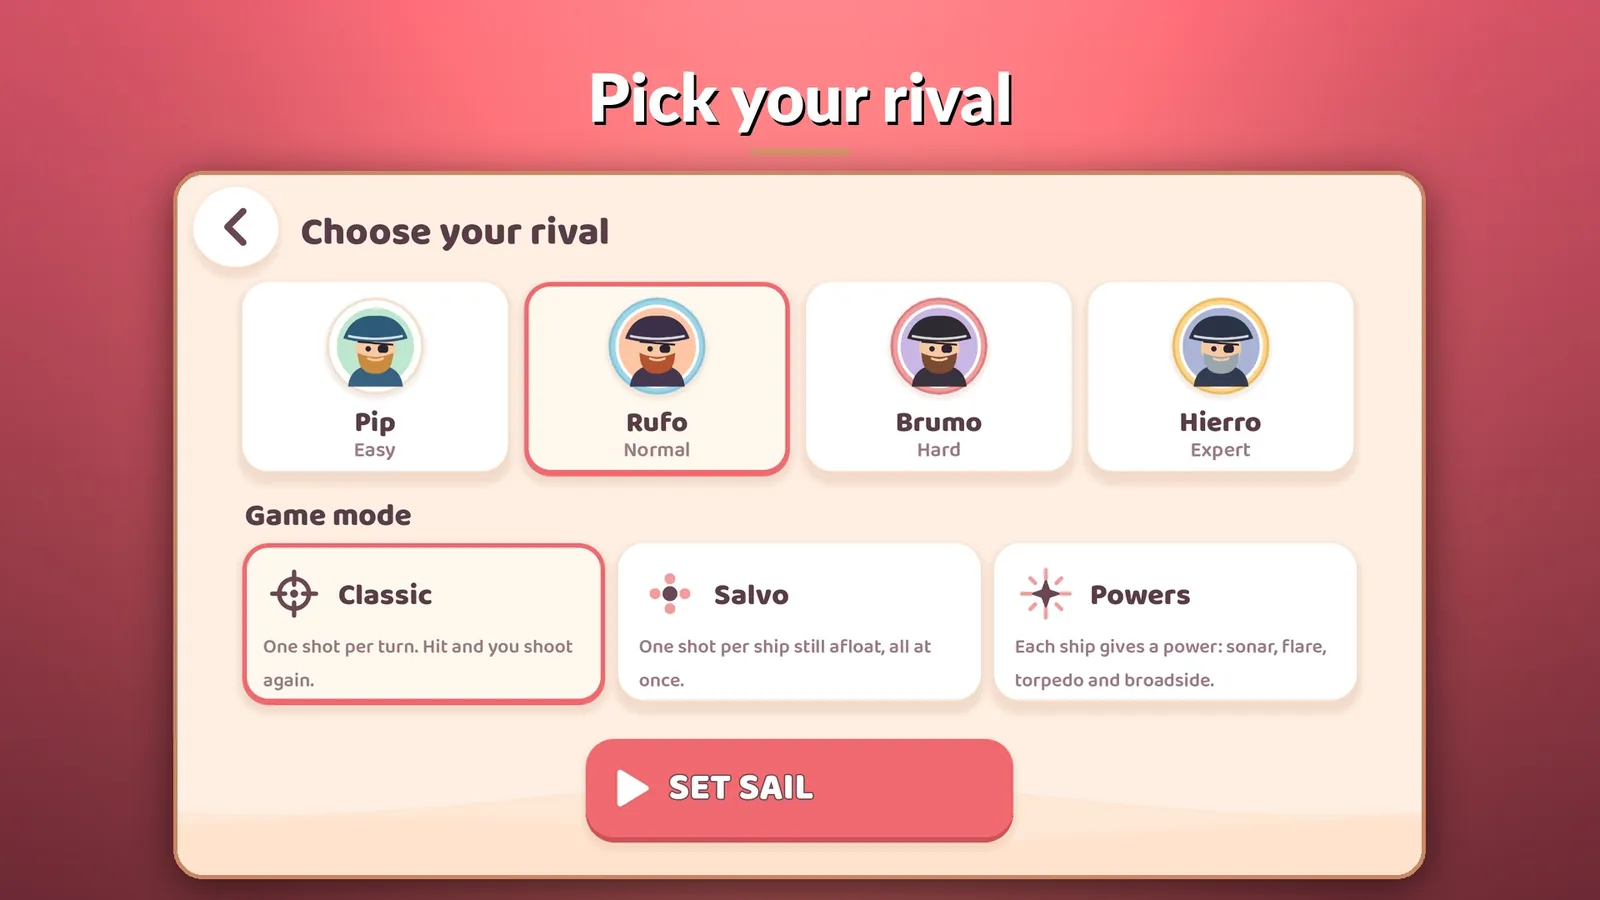 Pick your rival
Choose your rival
Pip
Easy
Rufo
Normal
Brumo
Hard
Hierro
Expert
Game mode
Classic
One shot per turn. Hit and you shoot
again.
Salvo
One shot per ship still afloat, all at
once.
Powers
Each ship gives a power: sonar, flare,
torpedo and broadside.
SET SAIL